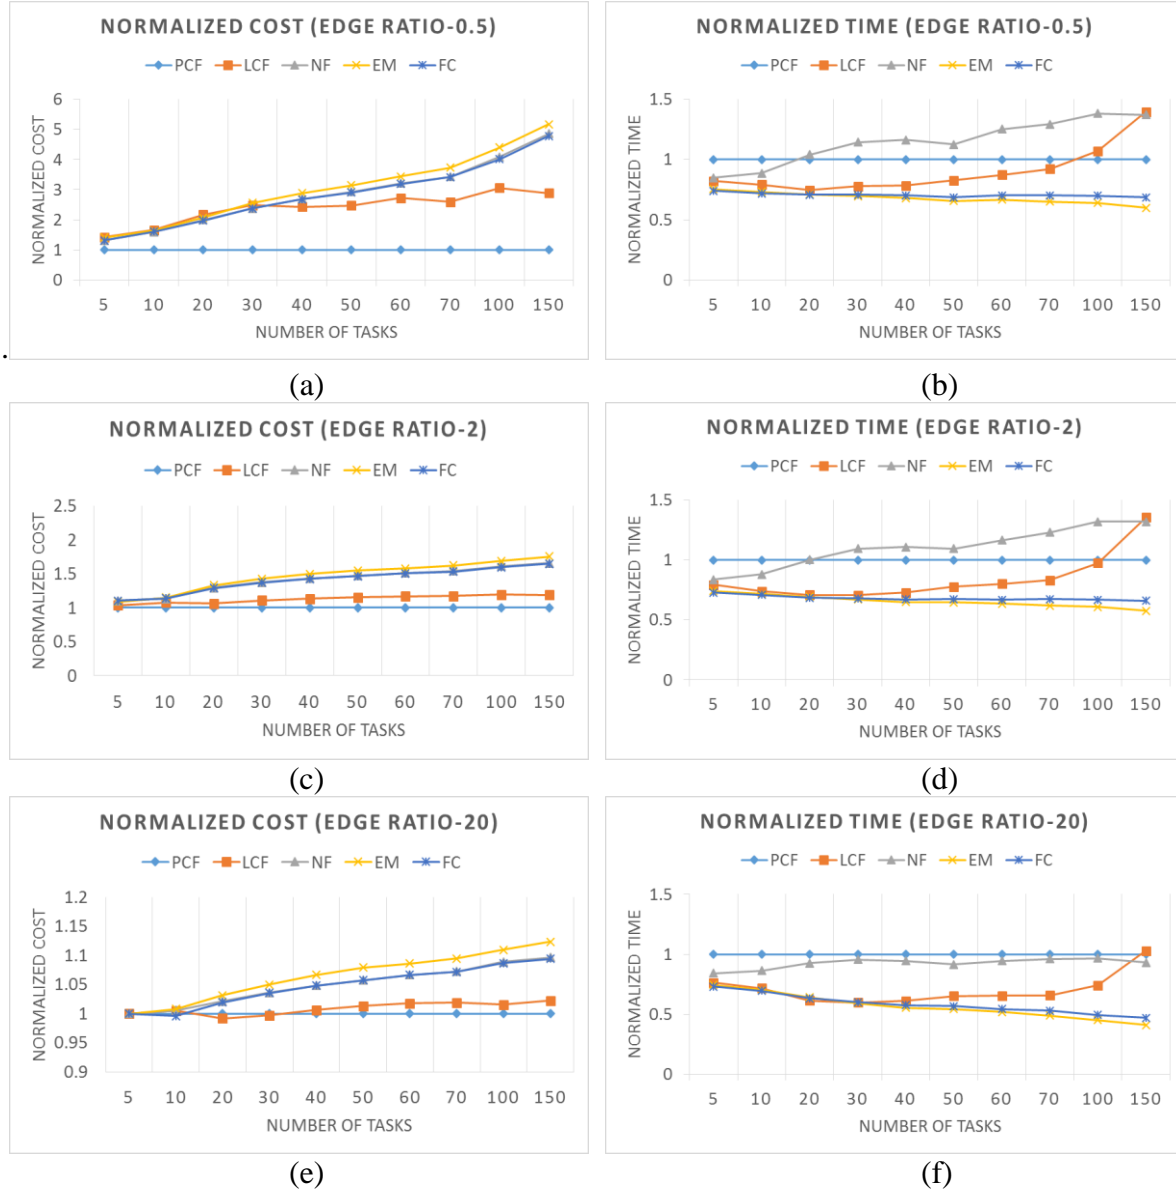 NORMALIZED COST (EDGE RATIO-0.5)
PCF LCF NF EM FC
NORMALIZED COST
6
5
4
3
2
1
0
5 10 20 30 40 50 60 70 100 150
NUMBER OF TASKS
.
(a)
NORMALIZED TIME (EDGE RATIO-0.5)
PCF LCF NF EM FC
NORMALIZED TIME
1.5
1
0.5
0
5 10 20 30 40 50 60 70 100 150
NUMBER OF TASKS
(b)
NORMALIZED COST (EDGE RATIO-2)
PCF LCF NF EM FC
NORMALIZED COST
2.5
2
1.5
1
0.5
0
5 10 20 30 40 50 60 70 100 150
NUMBER OF TASKS
(c)
NORMALIZED TIME (EDGE RATIO-2)
PCF LCF NF EM FC
NORMALIZED TIME
1.5
1
0.5
0
5 10 20 30 40 50 60 70 100 150
NUMBER OF TASKS
(d)
NORMALIZED COST (EDGE RATIO-20)
PCF LCF NF EM FC
NORMALIZED COST
1.2
1.15
1.1
1.05
1
0.95
0.9
5 10 20 30 40 50 60 70 100 150
NUMBER OF TASKS
(e)
NORMALIZED TIME (EDGE RATIO-20)
PCF LCF NF EM FC
NORMALIZED TIME
1.5
1
0.5
0
5 10 20 30 40 50 60 70 100 150
NUMBER OF TASKS
(f)